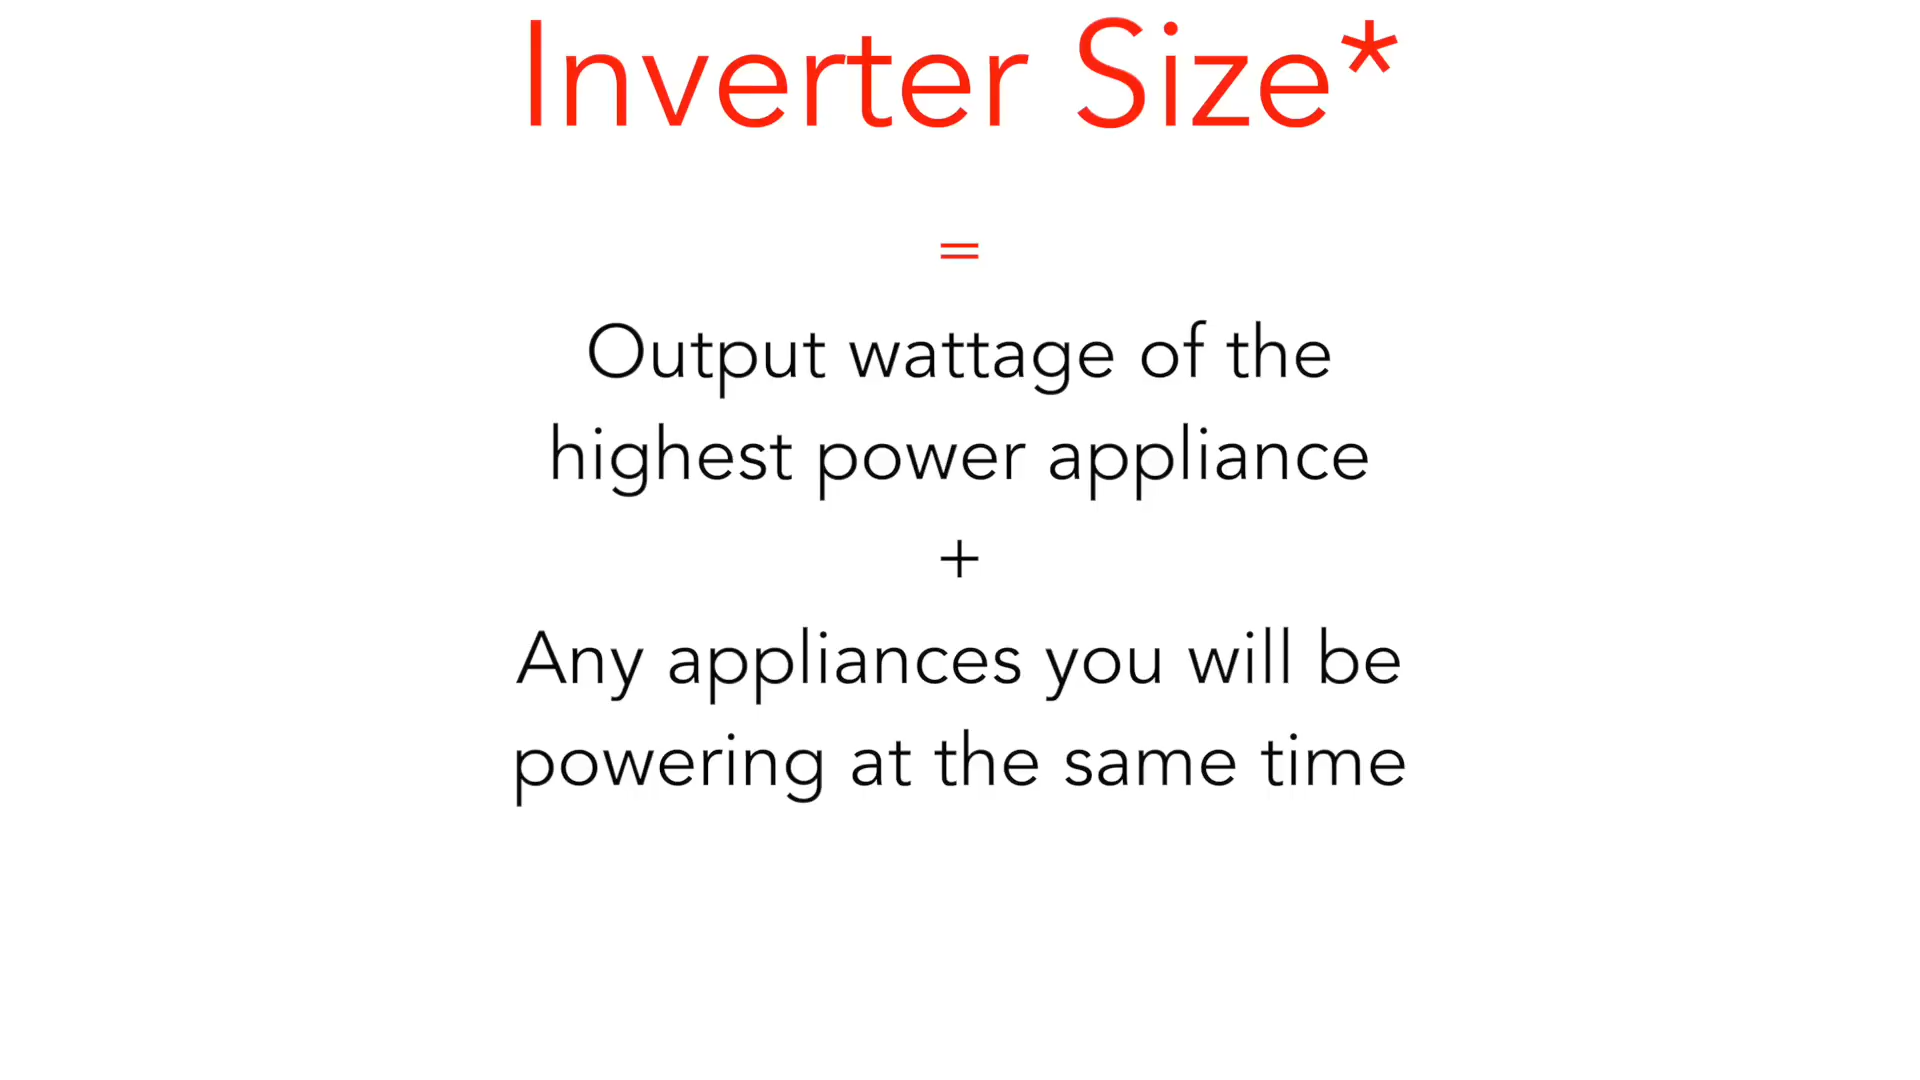 Inverter Size*
=
Output wattage of the
highest power appliance
+
Any appliances you will be
powering at the same time